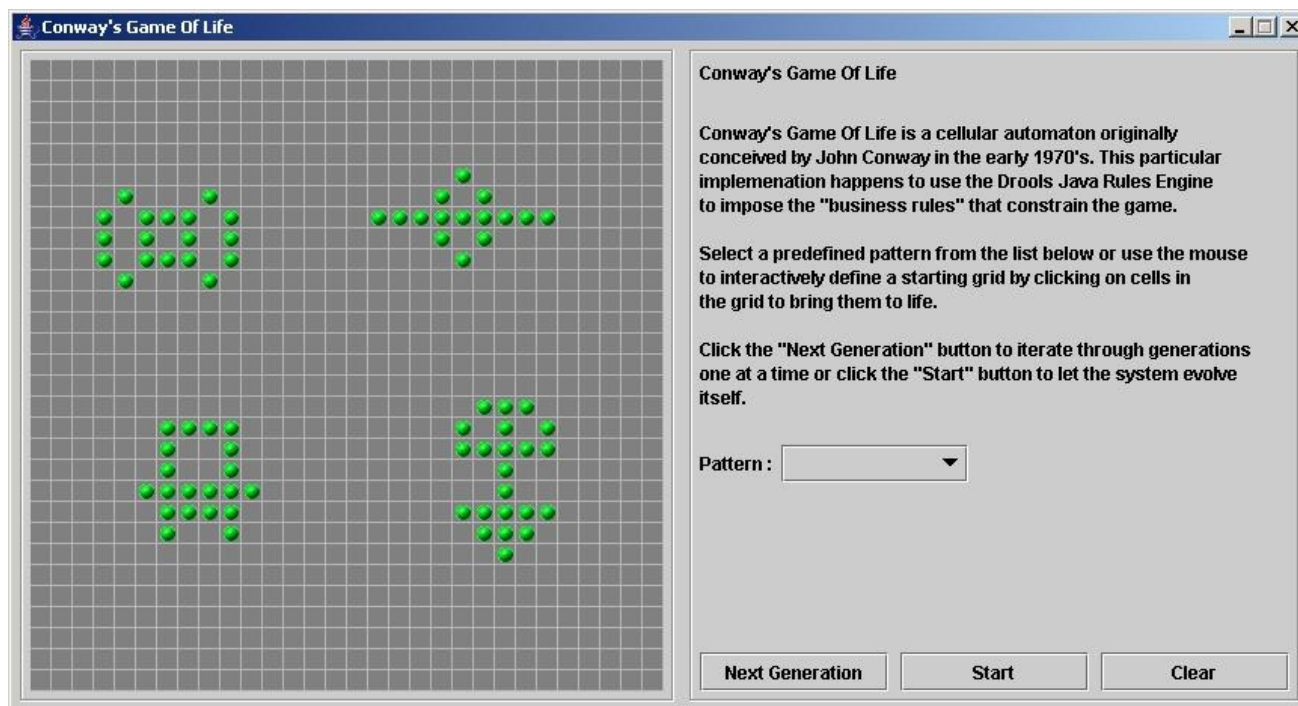 Conway's Game Of Life
Conway's Game Of Life
Conway's Game Of Life is a cellular automaton originally
conceived by John Conway in the early 1970's. This particular
implemenation happens to use the Drools Java Rules Engine
to impose the "business rules" that constrain the game.
Select a predefined pattern from the list below or use the mouse
to interactively define a starting grid by clicking on cells in
the grid to bring them to life.
Click the "Next Generation" button to iterate through generations
one at a time or click the "Start" button to let the system evolve
itself.
Pattern :
Next Generation
Start
Clear